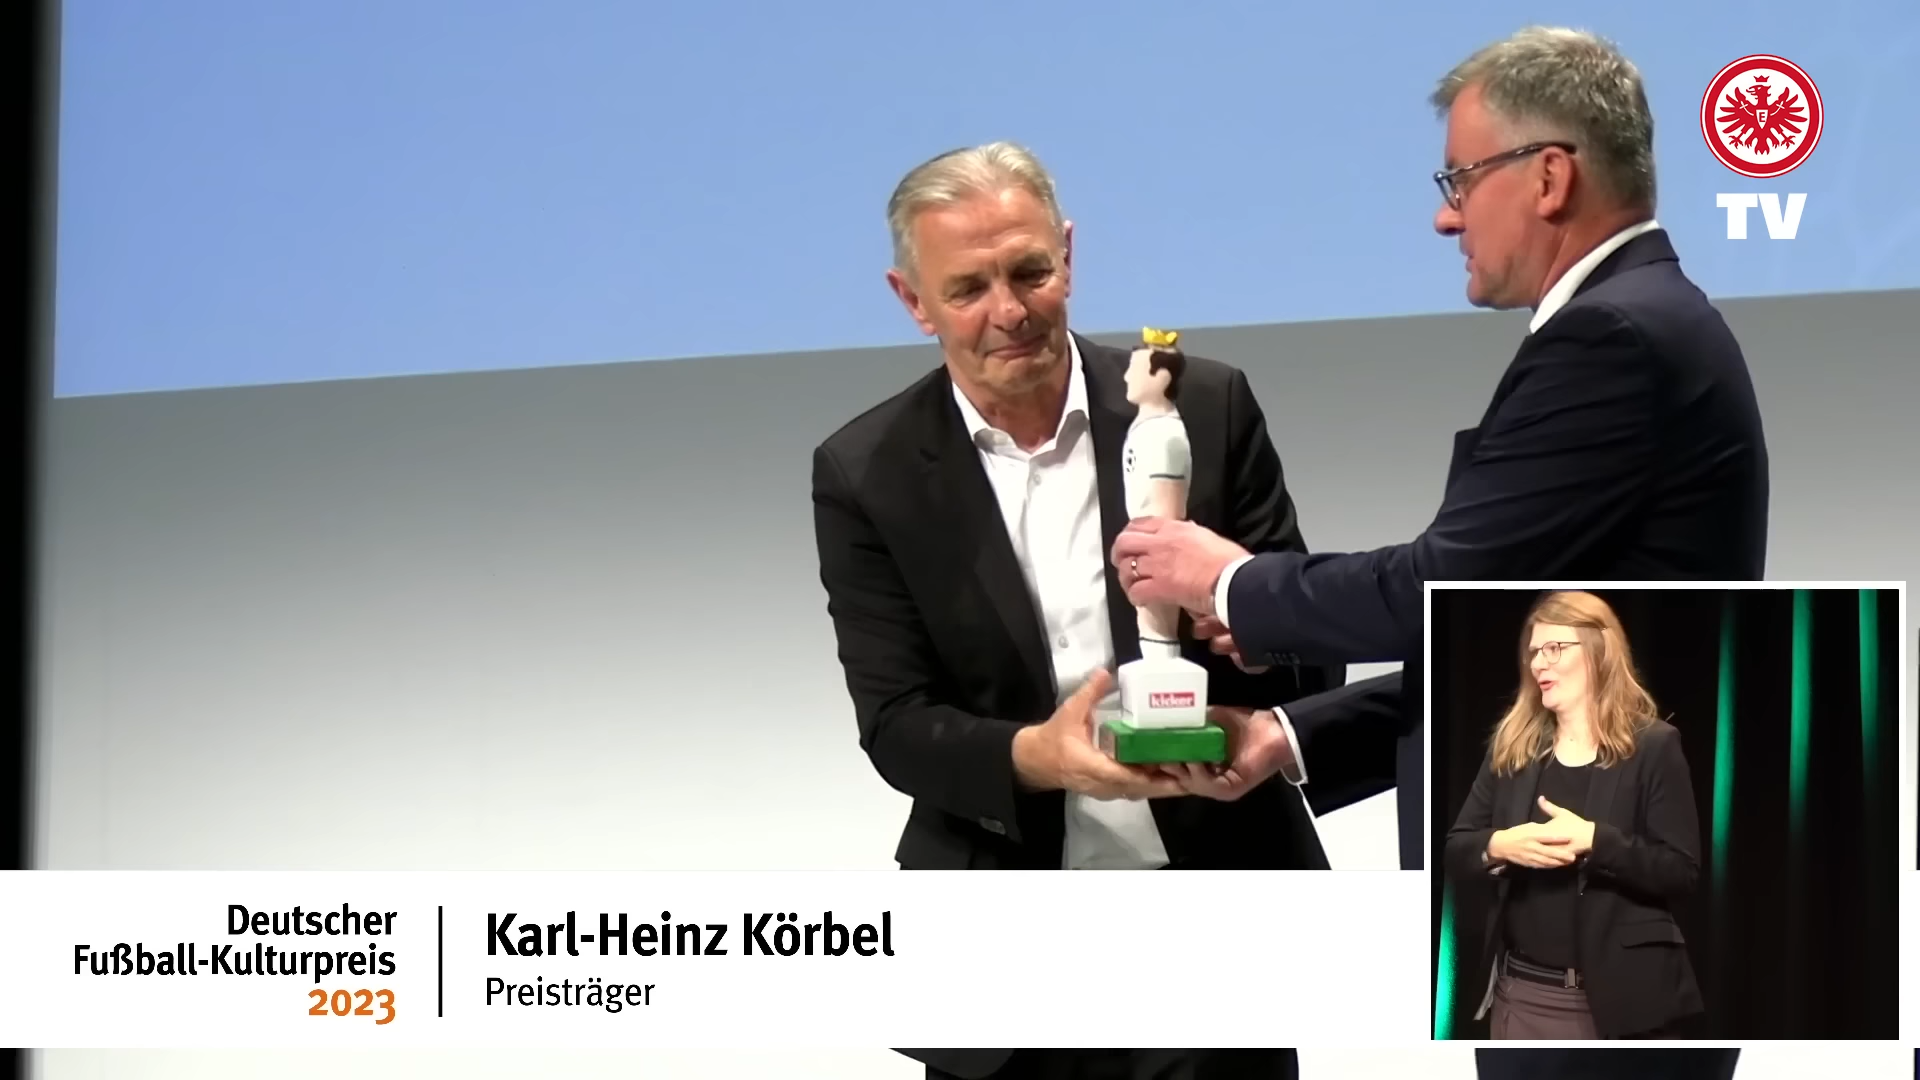 E
TV
kicker
Deutscher
Fußball-Kulturpreis
2023
Karl-Heinz Körbel
Preisträger